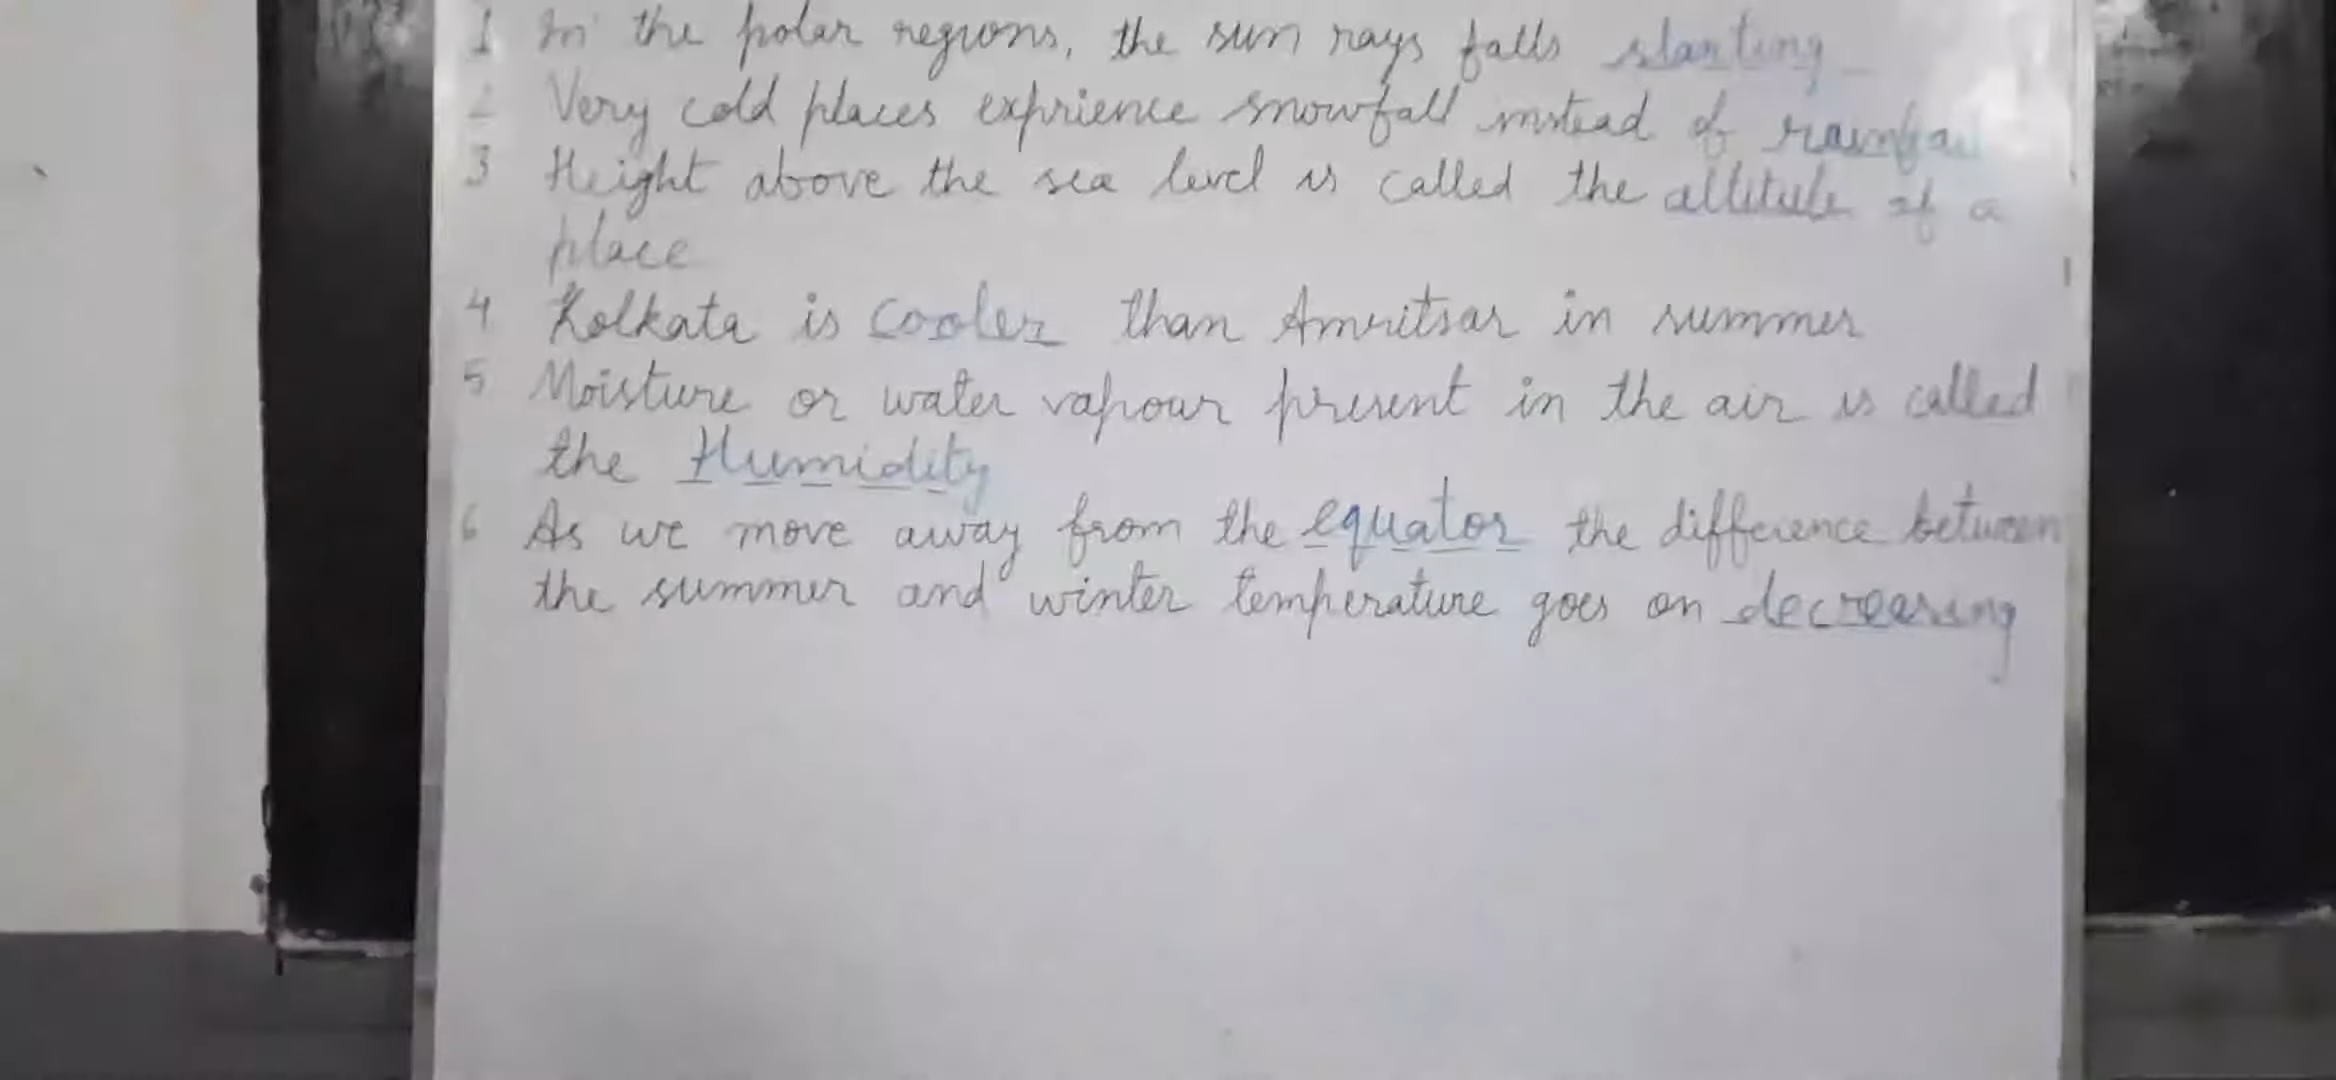 1 In the polar regions, the sun rays falls slanting
2 Very cold places exprience snowfall instead of rainfall
3 Height above the sea level is called the altitude of a
place
4 Kolkata is cooler than Amritsar in summer
5 Moisture or water vapour present in the air is called
the Humidity
6 As we move away from the equator the difference between
the summer and winter temperature goes on decreasing